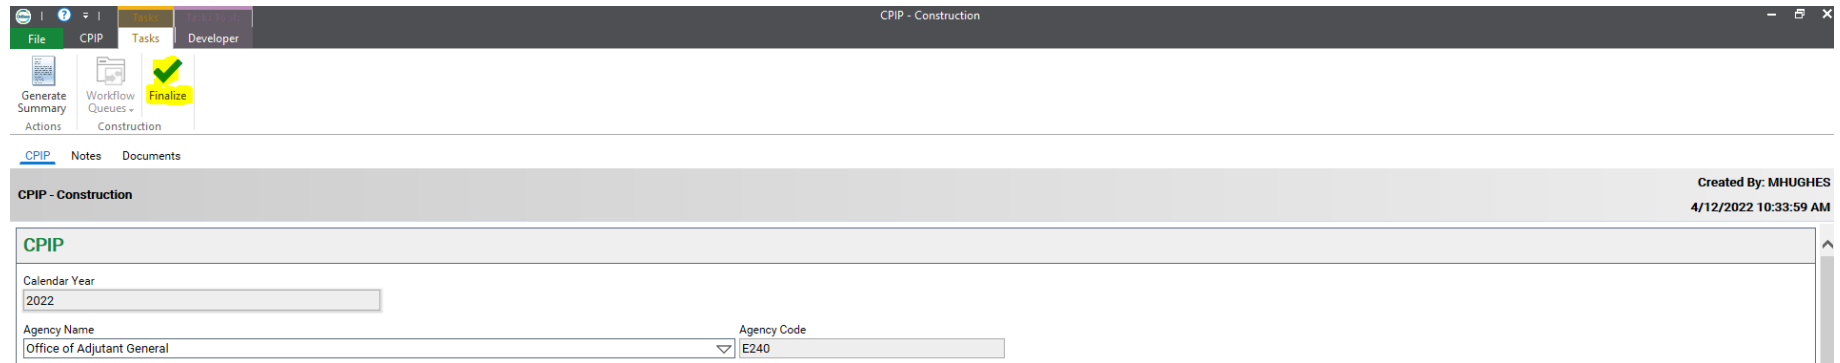 Tasks
CPIP - Construction
File CPIP Tasks Developer
Generate Summary
Workflow Queues
Finalize
Actions Construction
CPIP Notes Documents
CPIP - Construction
Created By: MHUGHES
4/12/2022 10:33:59 AM
CPIP
Calendar Year
2022
Agency Name Agency Code
Office of Adjutant General E240